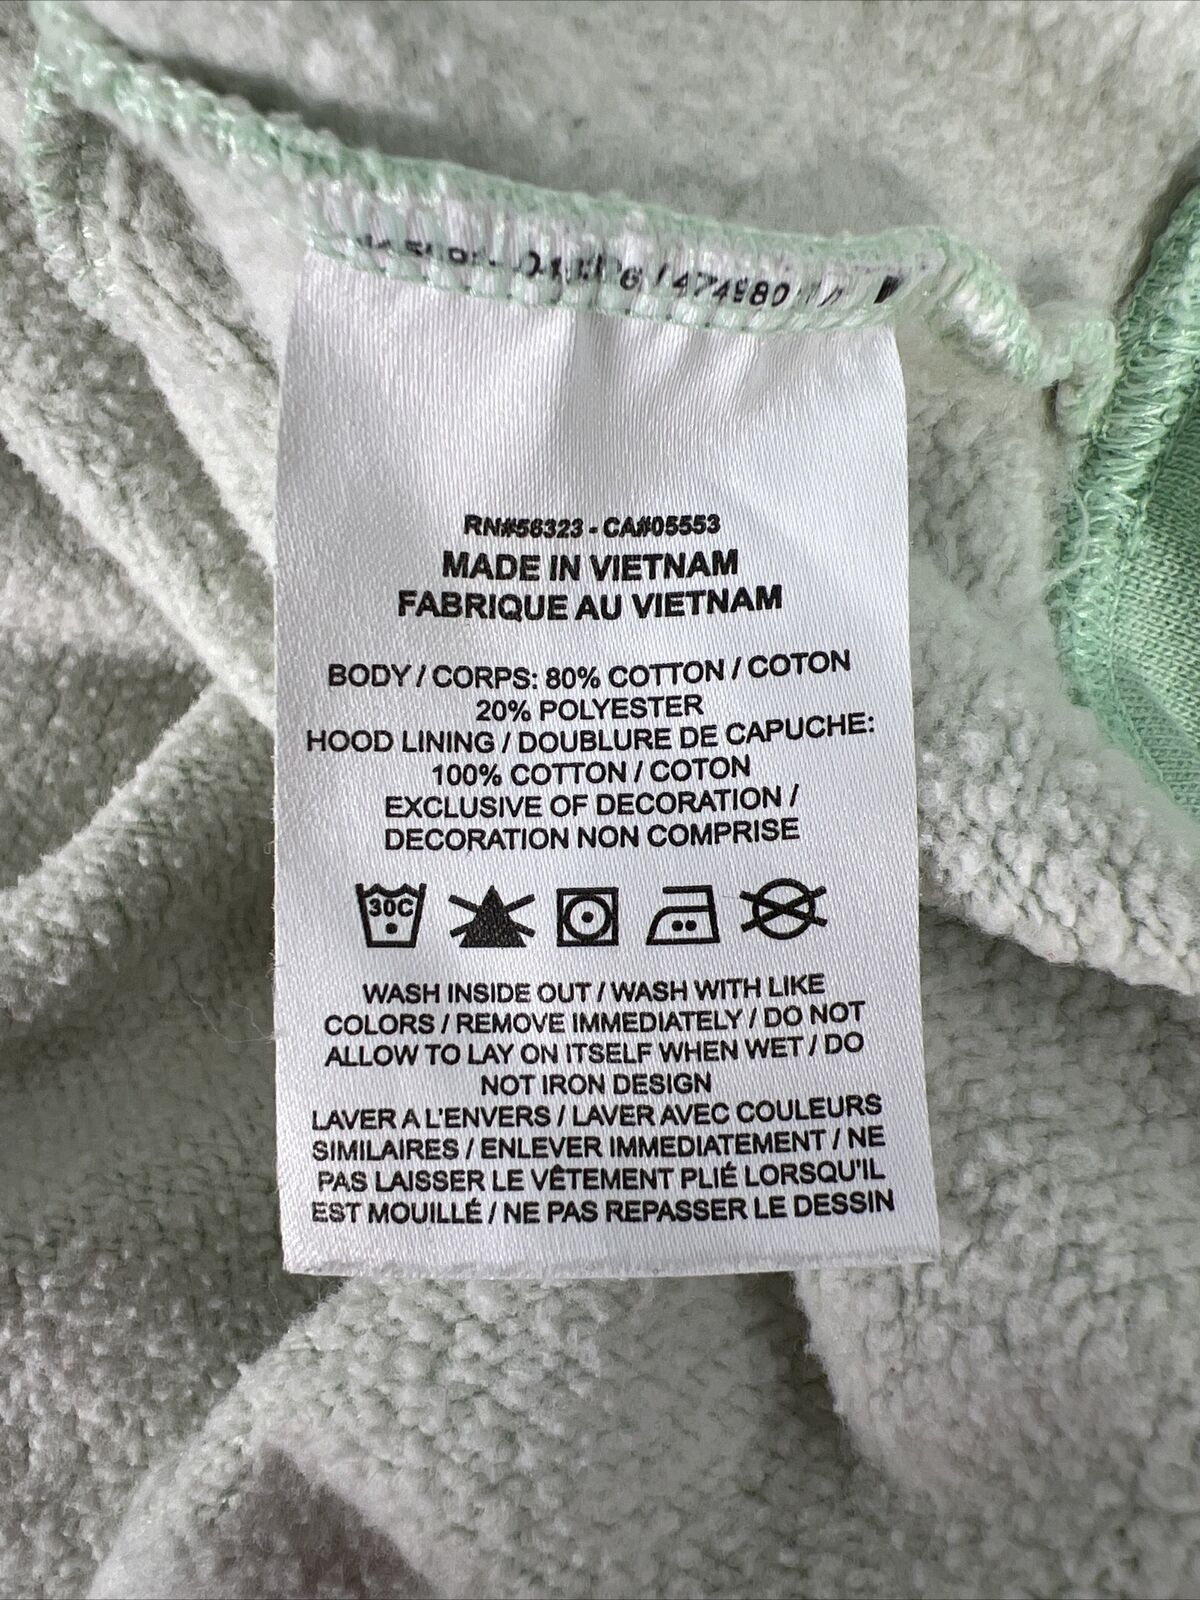 474980
RN#56323 - CA#05553
MADE IN VIETNAM
FABRIQUE AU VIETNAM
BODY / CORPS: 80% COTTON / COTON
20% POLYESTER
HOOD LINING / DOUBLURE DE CAPUCHE:
100% COTTON / COTON
EXCLUSIVE OF DECORATION /
DECORATION NON COMPRISE
30C
WASH INSIDE OUT / WASH WITH LIKE
COLORS / REMOVE IMMEDIATELY / DO NOT
ALLOW TO LAY ON ITSELF WHEN WET / DO
NOT IRON DESIGN
LAVER A L'ENVERS / LAVER AVEC COULEURS
SIMILAIRES / ENLEVER IMMEDIATEMENT / NE
PAS LAISSER LE VÊTEMENT PLIÉ LORSQU'IL
EST MOUILLÉ / NE PAS REPASSER LE DESSIN